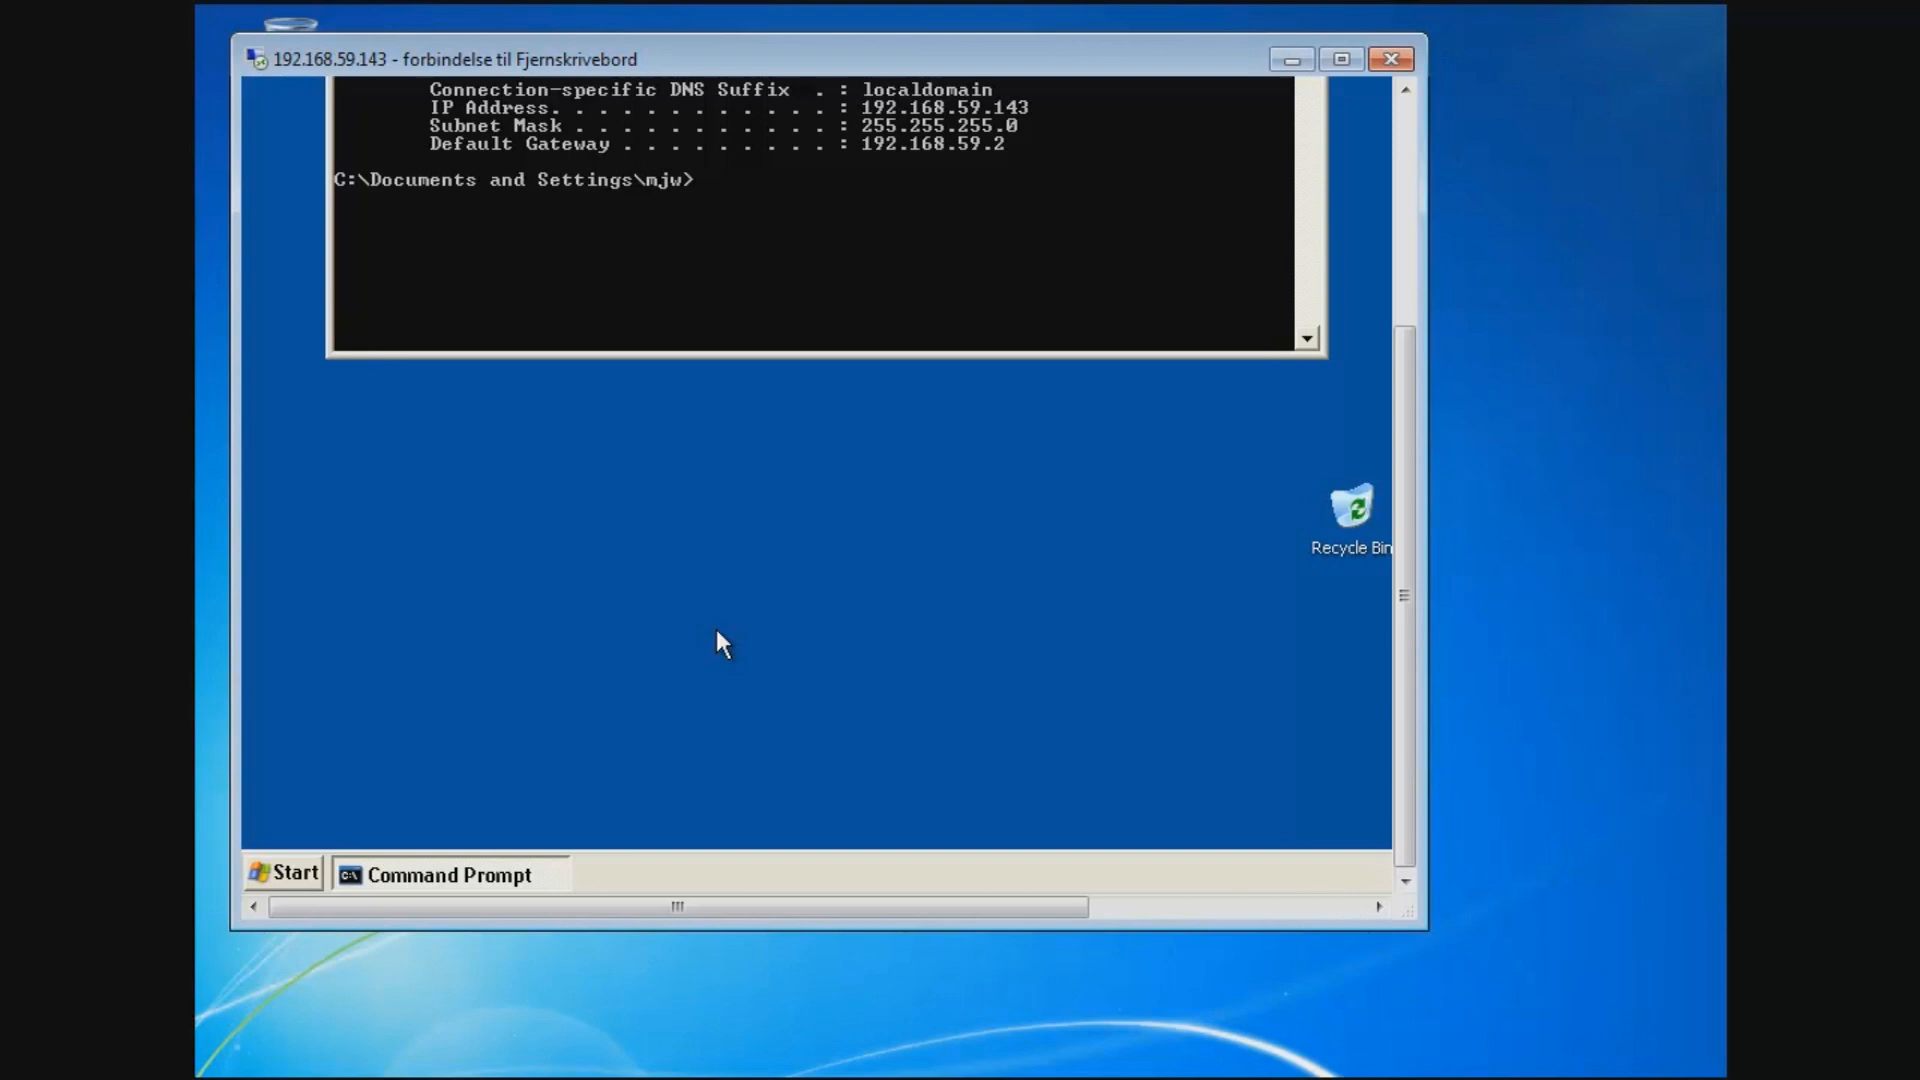 192.168.59.143 - forbindelse til Fjernskrivebord
Connection-specific DNS Suffix . : localdomain
IP Address. . . . . . . . . . . . : 192.168.59.143
Subnet Mask . . . . . . . . . . . : 255.255.255.0
Default Gateway . . . . . . . . . : 192.168.59.2
C:\Documents and Settings\mjw>
Recycle Bin
Start
C:\ Command Prompt